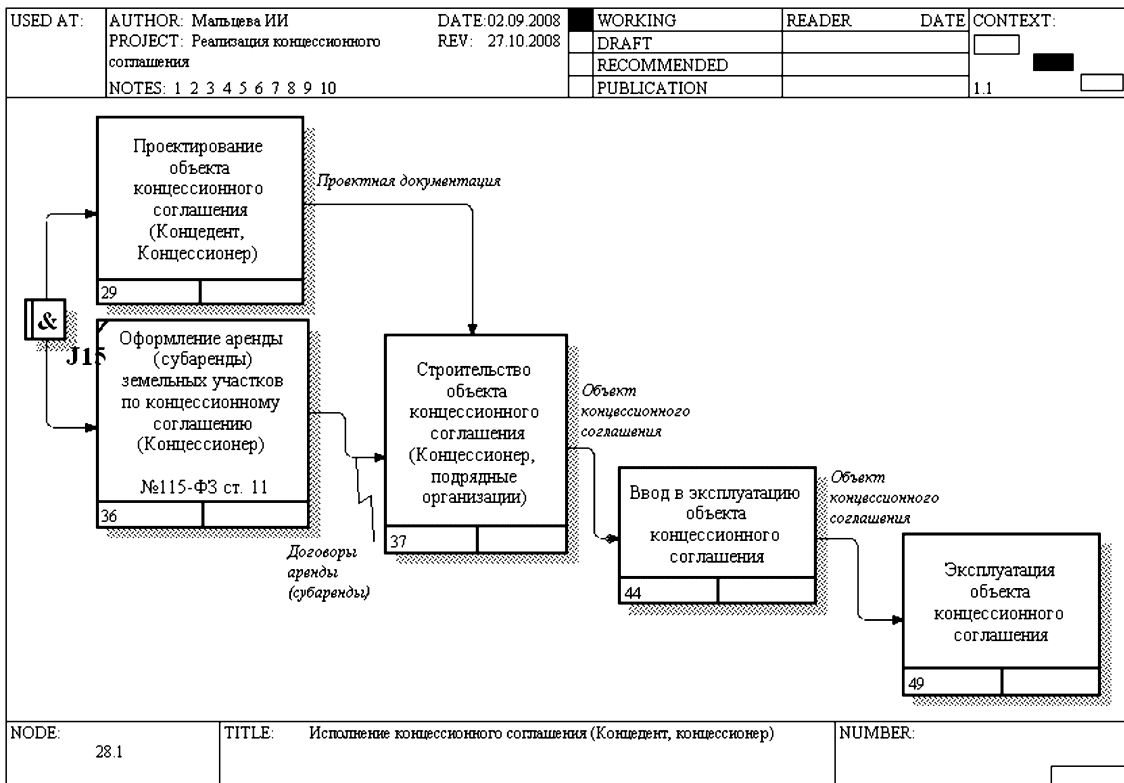 USED AT:
AUTHOR: Мальцева ИИ
DATE:02.09.2008
PROJECT: Реализация концессионного
соглашения
REV: 27.10.2008
NOTES: 1 2 3 4 5 6 7 8 9 10
WORKING
DRAFT
RECOMMENDED
PUBLICATION
READER
DATE
CONTEXT:
1.1
Проектирование
объекта
концессионного
соглашения
(Концедент,
Концессионер)
29
Проектная документация
&
J15
Оформление аренды
(субаренды)
земельных участков
по концессионному
соглашению
(Концессионер)
№115-ФЗ ст. 11
36
Договоры
аренды
(субаренды)
Строительство
объекта
концессионного
соглашения
(Концессионер,
подрядные
организации)
37
Объект
концессионного
соглашения
Ввод в эксплуатацию
объекта
концессионного
соглашения
44
Объект
концессионного
соглашения
Эксплуатация
объекта
концессионного
соглашения
49
NODE:
28.1
TITLE:
Исполнение концессионного соглашения (Концедент, концессионер)
NUMBER: